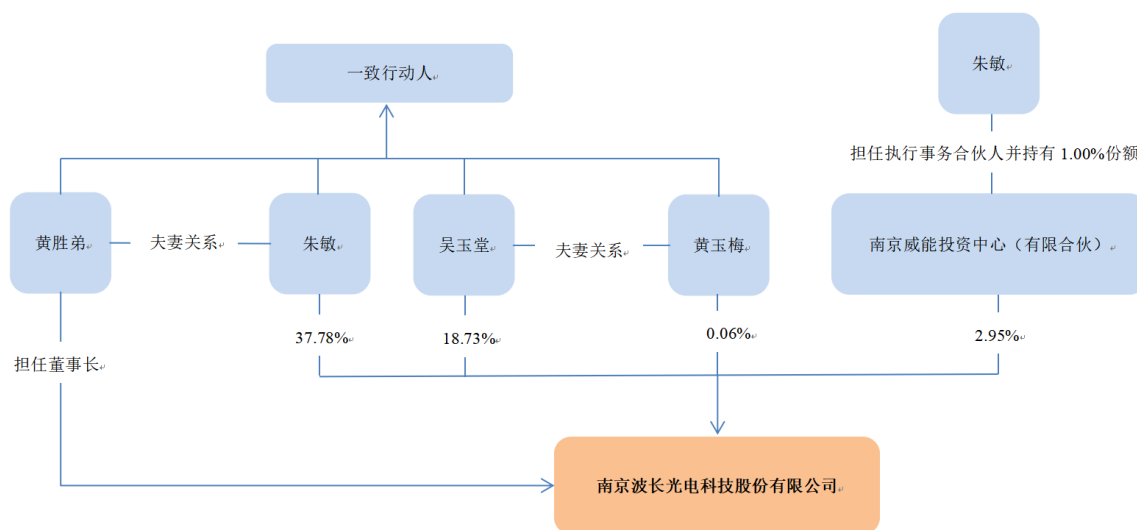 一致行动人
朱敏
担任执行事务合伙人并持有 1.00%份额
黄胜弟
夫妻关系
朱敏
吴玉堂
夫妻关系
黄玉梅
南京威能投资中心（有限合伙）
37.78%
18.73%
0.06%
2.95%
担任董事长
南京波长光电科技股份有限公司